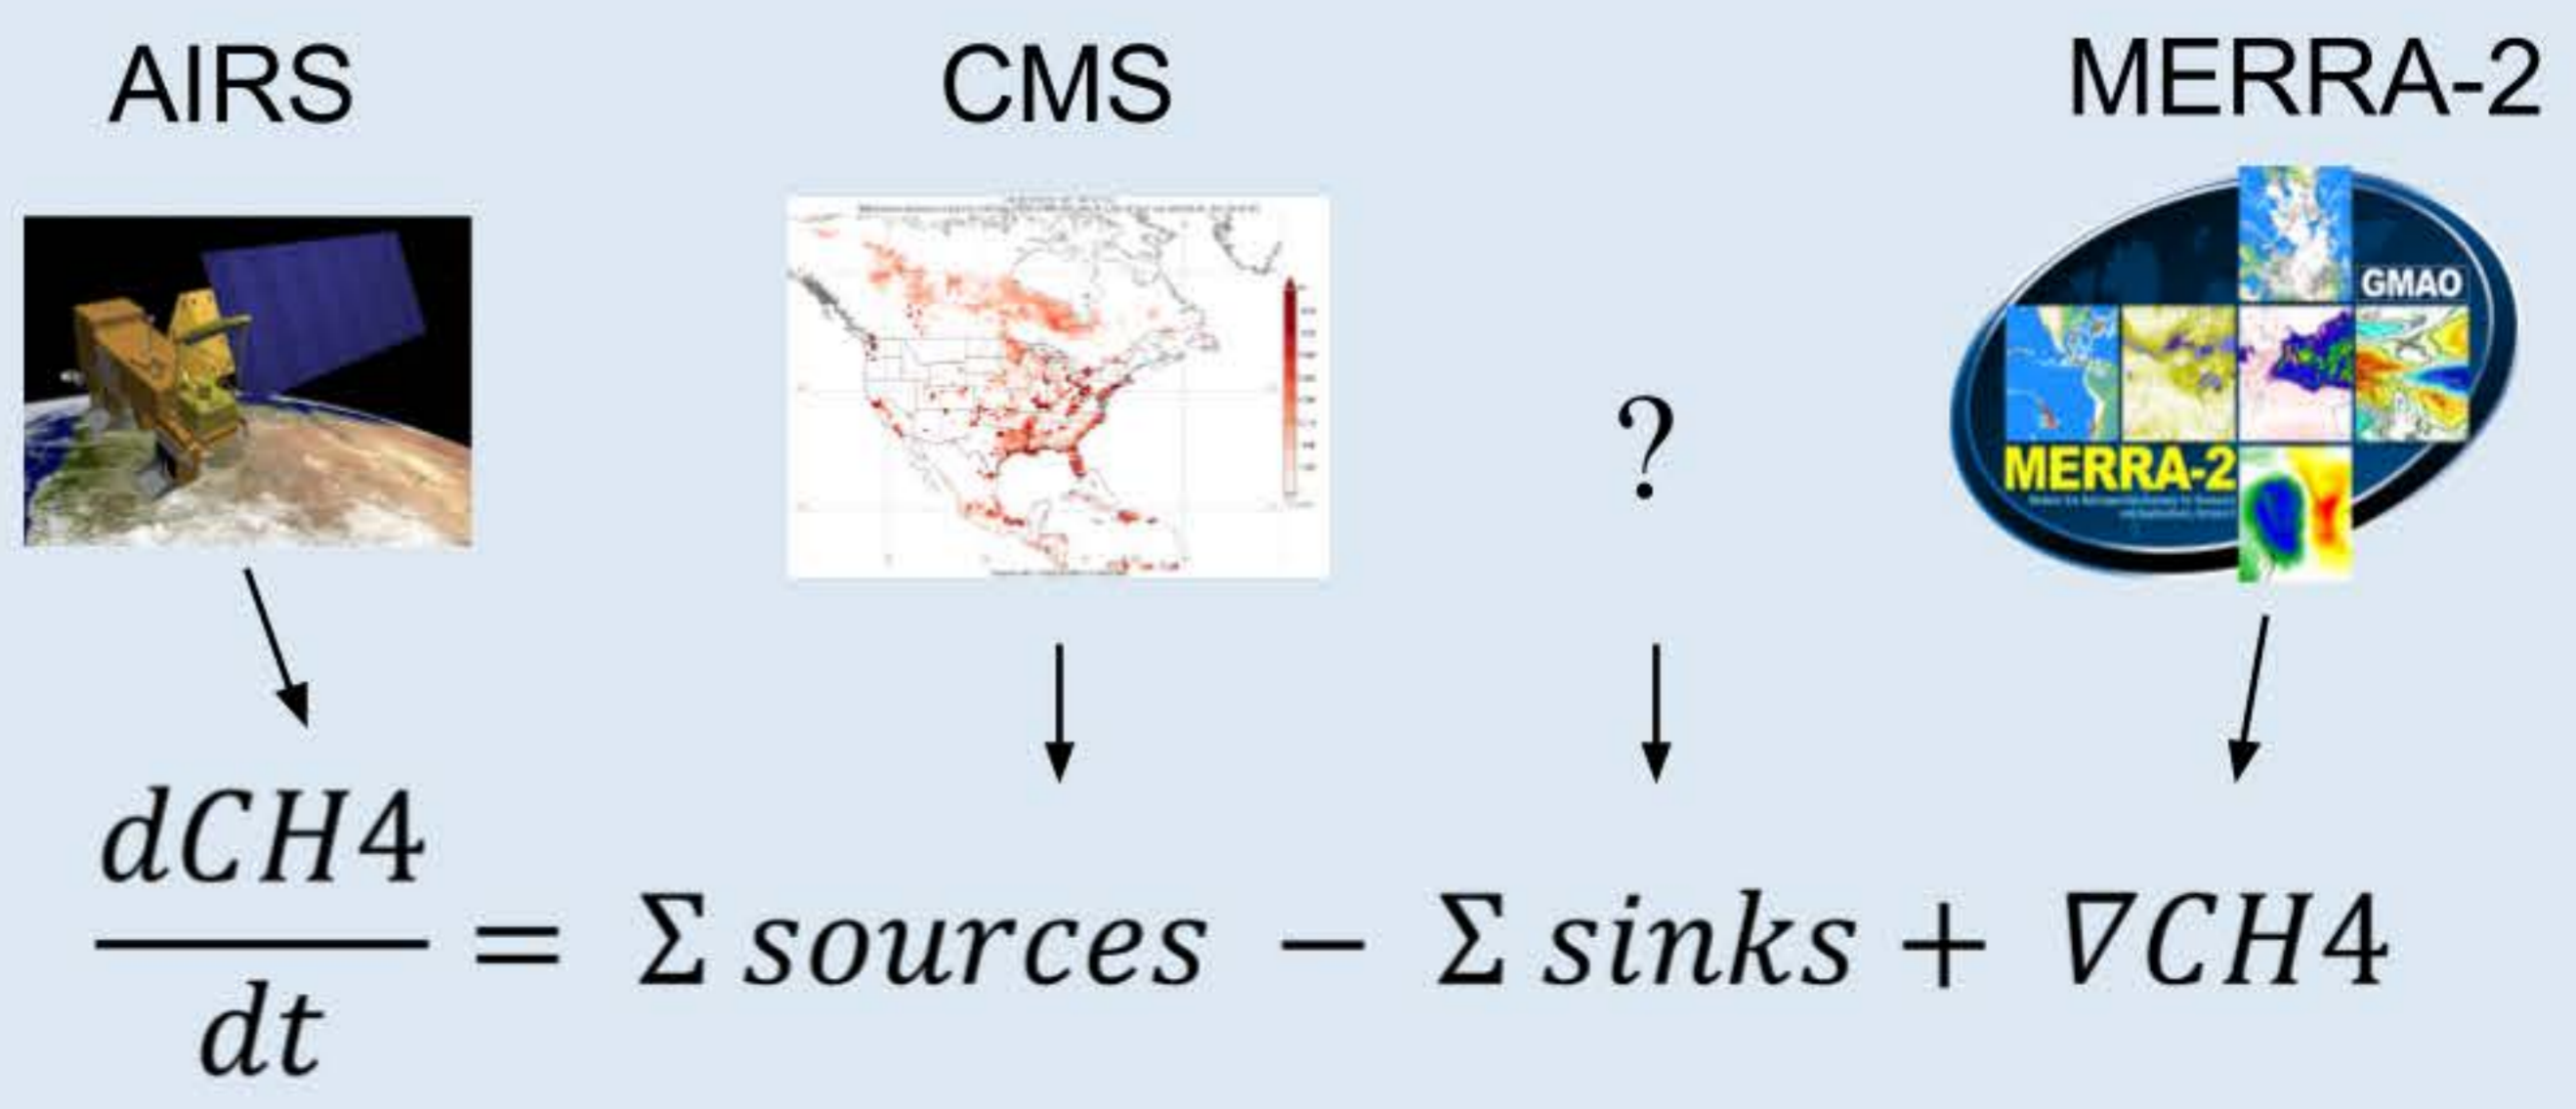 AIRS
CMS
MERRA-2
GMAO
MERRA-2
?
dCH4
dt
= Σ sources − Σ sinks + ∇CH4